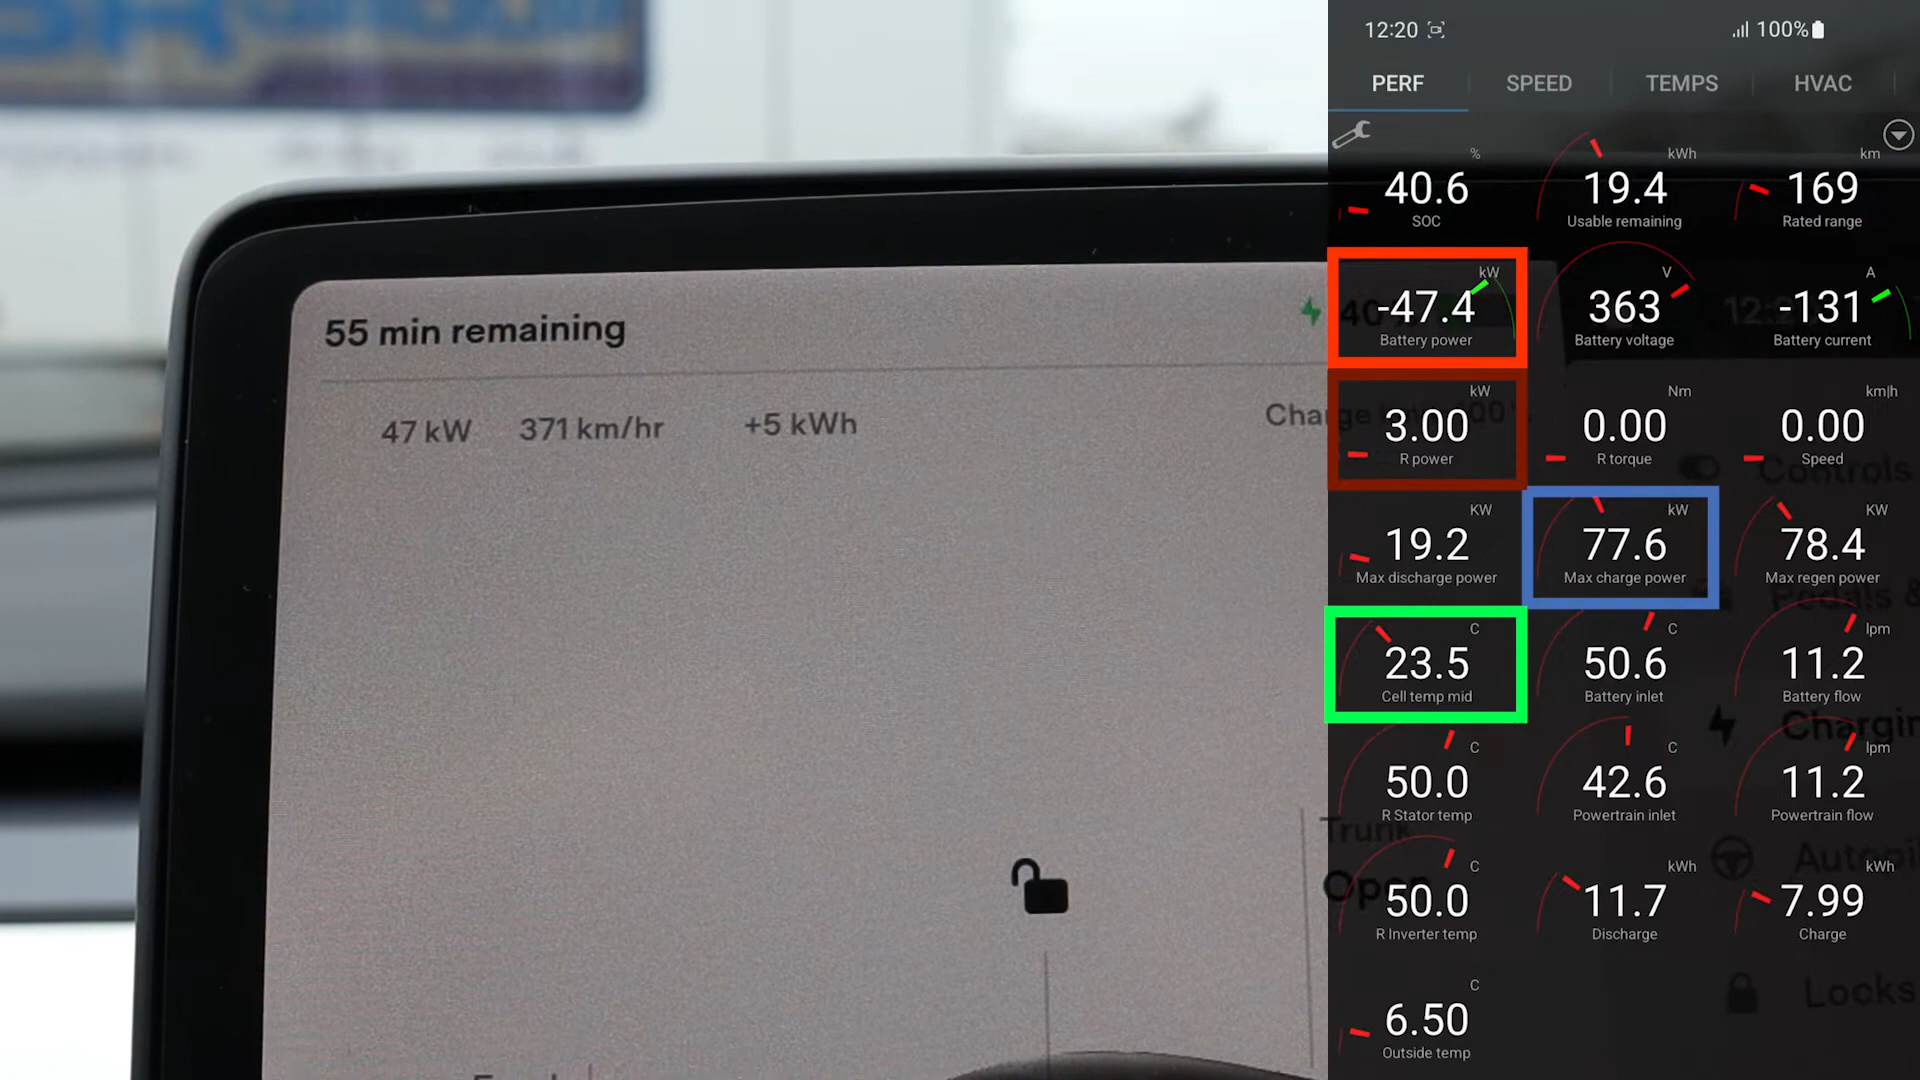 55 min remaining
47 kW 371 km/hr +5 kWh
Trunk
Open
12:20 100%
PERF SPEED TEMPS HVAC
% kWh km
40.6 19.4 169
SOC Usable remaining Rated range
kW V A
-47.4 363 -131
Battery power Battery voltage Battery current
kW Nm km|h
3.00 0.00 0.00
R power R torque Speed
KW kW KW
19.2 77.6 78.4
Max discharge power Max charge power Max regen power
C C lpm
23.5 50.6 11.2
Cell temp mid Battery inlet Battery flow
C C lpm
50.0 42.6 11.2
R Stator temp Powertrain inlet Powertrain flow
C kWh kWh
50.0 11.7 7.99
R Inverter temp Discharge Charge
C
6.50
Outside temp
Controls
Locks